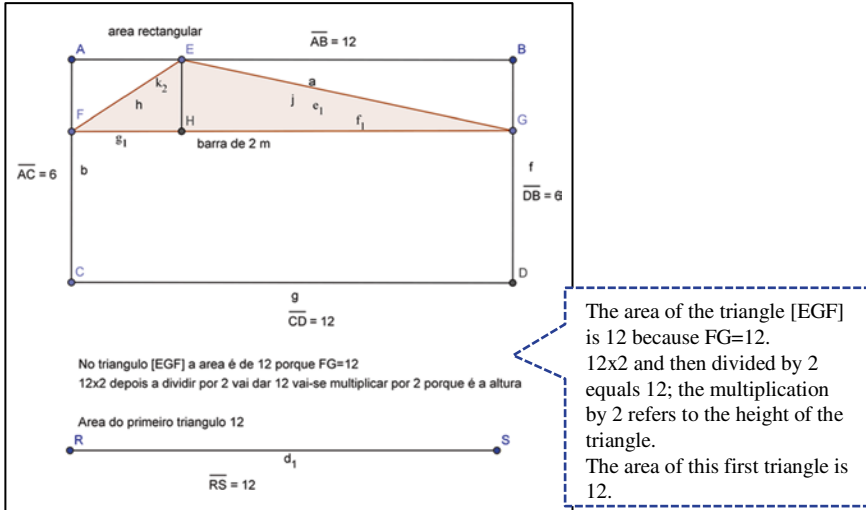 area rectangular
A
E
AB = 12
B
k2
a
h
j
e1
F
H
f1
G
g1
barra de 2 m
AC = 6
b
f
DB = 6
C
D
g
CD = 12
No triangulo [EGF] a area é de 12 porque FG=12
12x2 depois a dividir por 2 vai dar 12 vai-se multiplicar por 2 porque é a altura
Area do primeiro triangulo 12
R
S
d1
RS = 12
The area of the triangle [EGF]
is 12 because FG=12.
12x2 and then divided by 2
equals 12; the multiplication
by 2 refers to the height of the
triangle.
The area of this first triangle is
12.